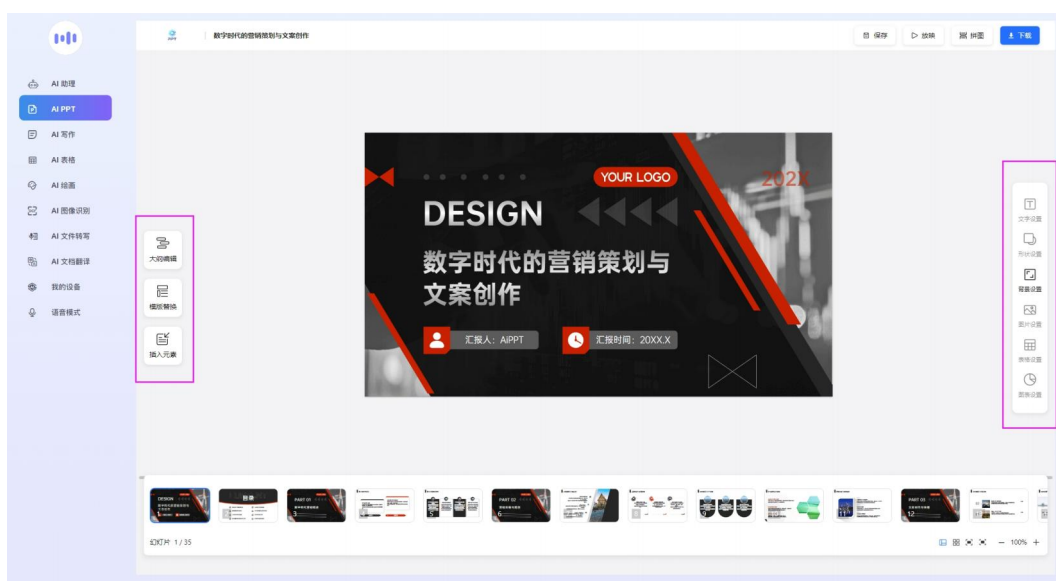 数字时代的营销策划与文案创作
保存
放映
拼图
下载
AI 助理
AI PPT
AI 写作
AI 表格
AI 绘画
AI 图像识别
AI 文件转写
AI 文档翻译
我的设备
语音模式
大纲编辑
模版替换
插入元素
YOUR LOGO
202X
DESIGN
数字时代的营销策划与
文案创作
汇报人：AiPPT
汇报时间：20XX.X
文字设置
形状设置
背景设置
图片设置
表格设置
图表设置
DESIGN
1
目录
PART 01
3
5
PART 02
6
11
PART 03
12
幻灯片 1 / 35
100%